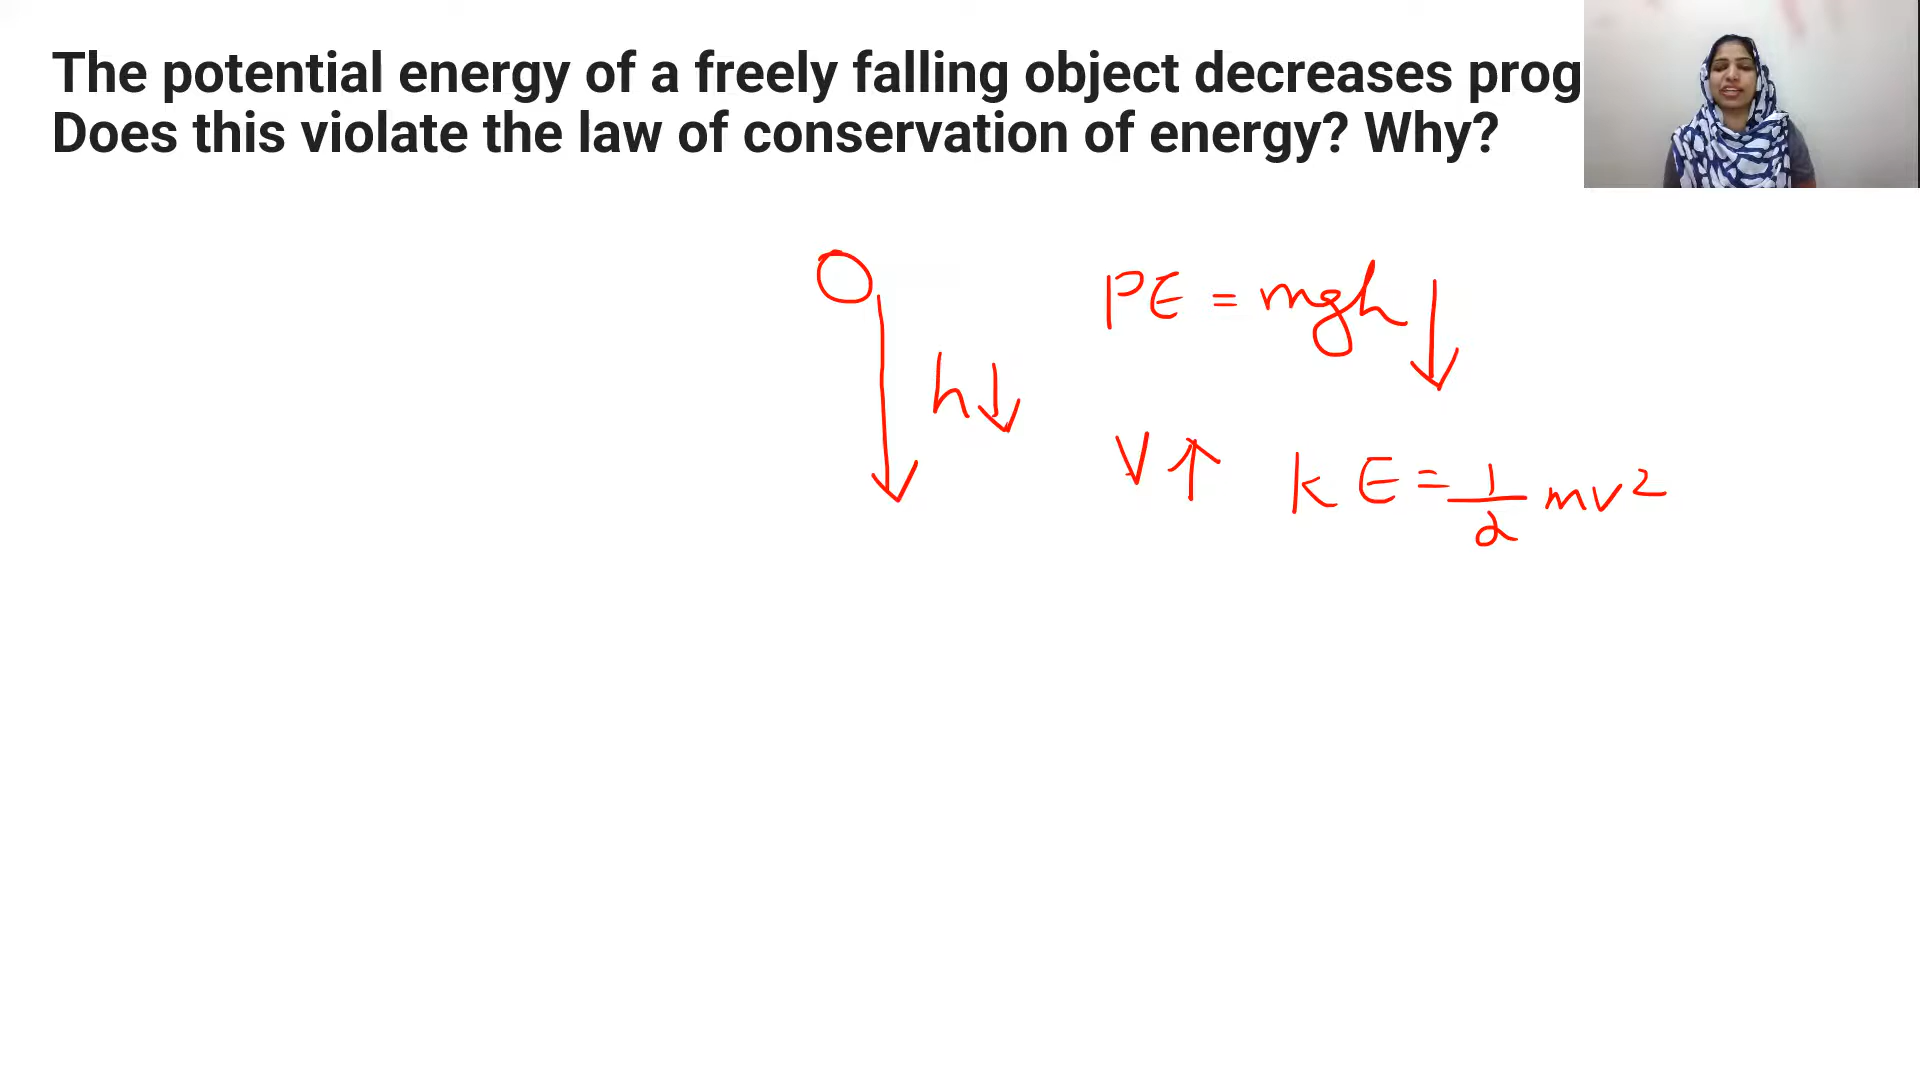 The potential energy of a freely falling object decreases prog
Does this violate the law of conservation of energy? Why?
PE = mgh ↓
h↓
V ↑ KE = 1/2 mv²